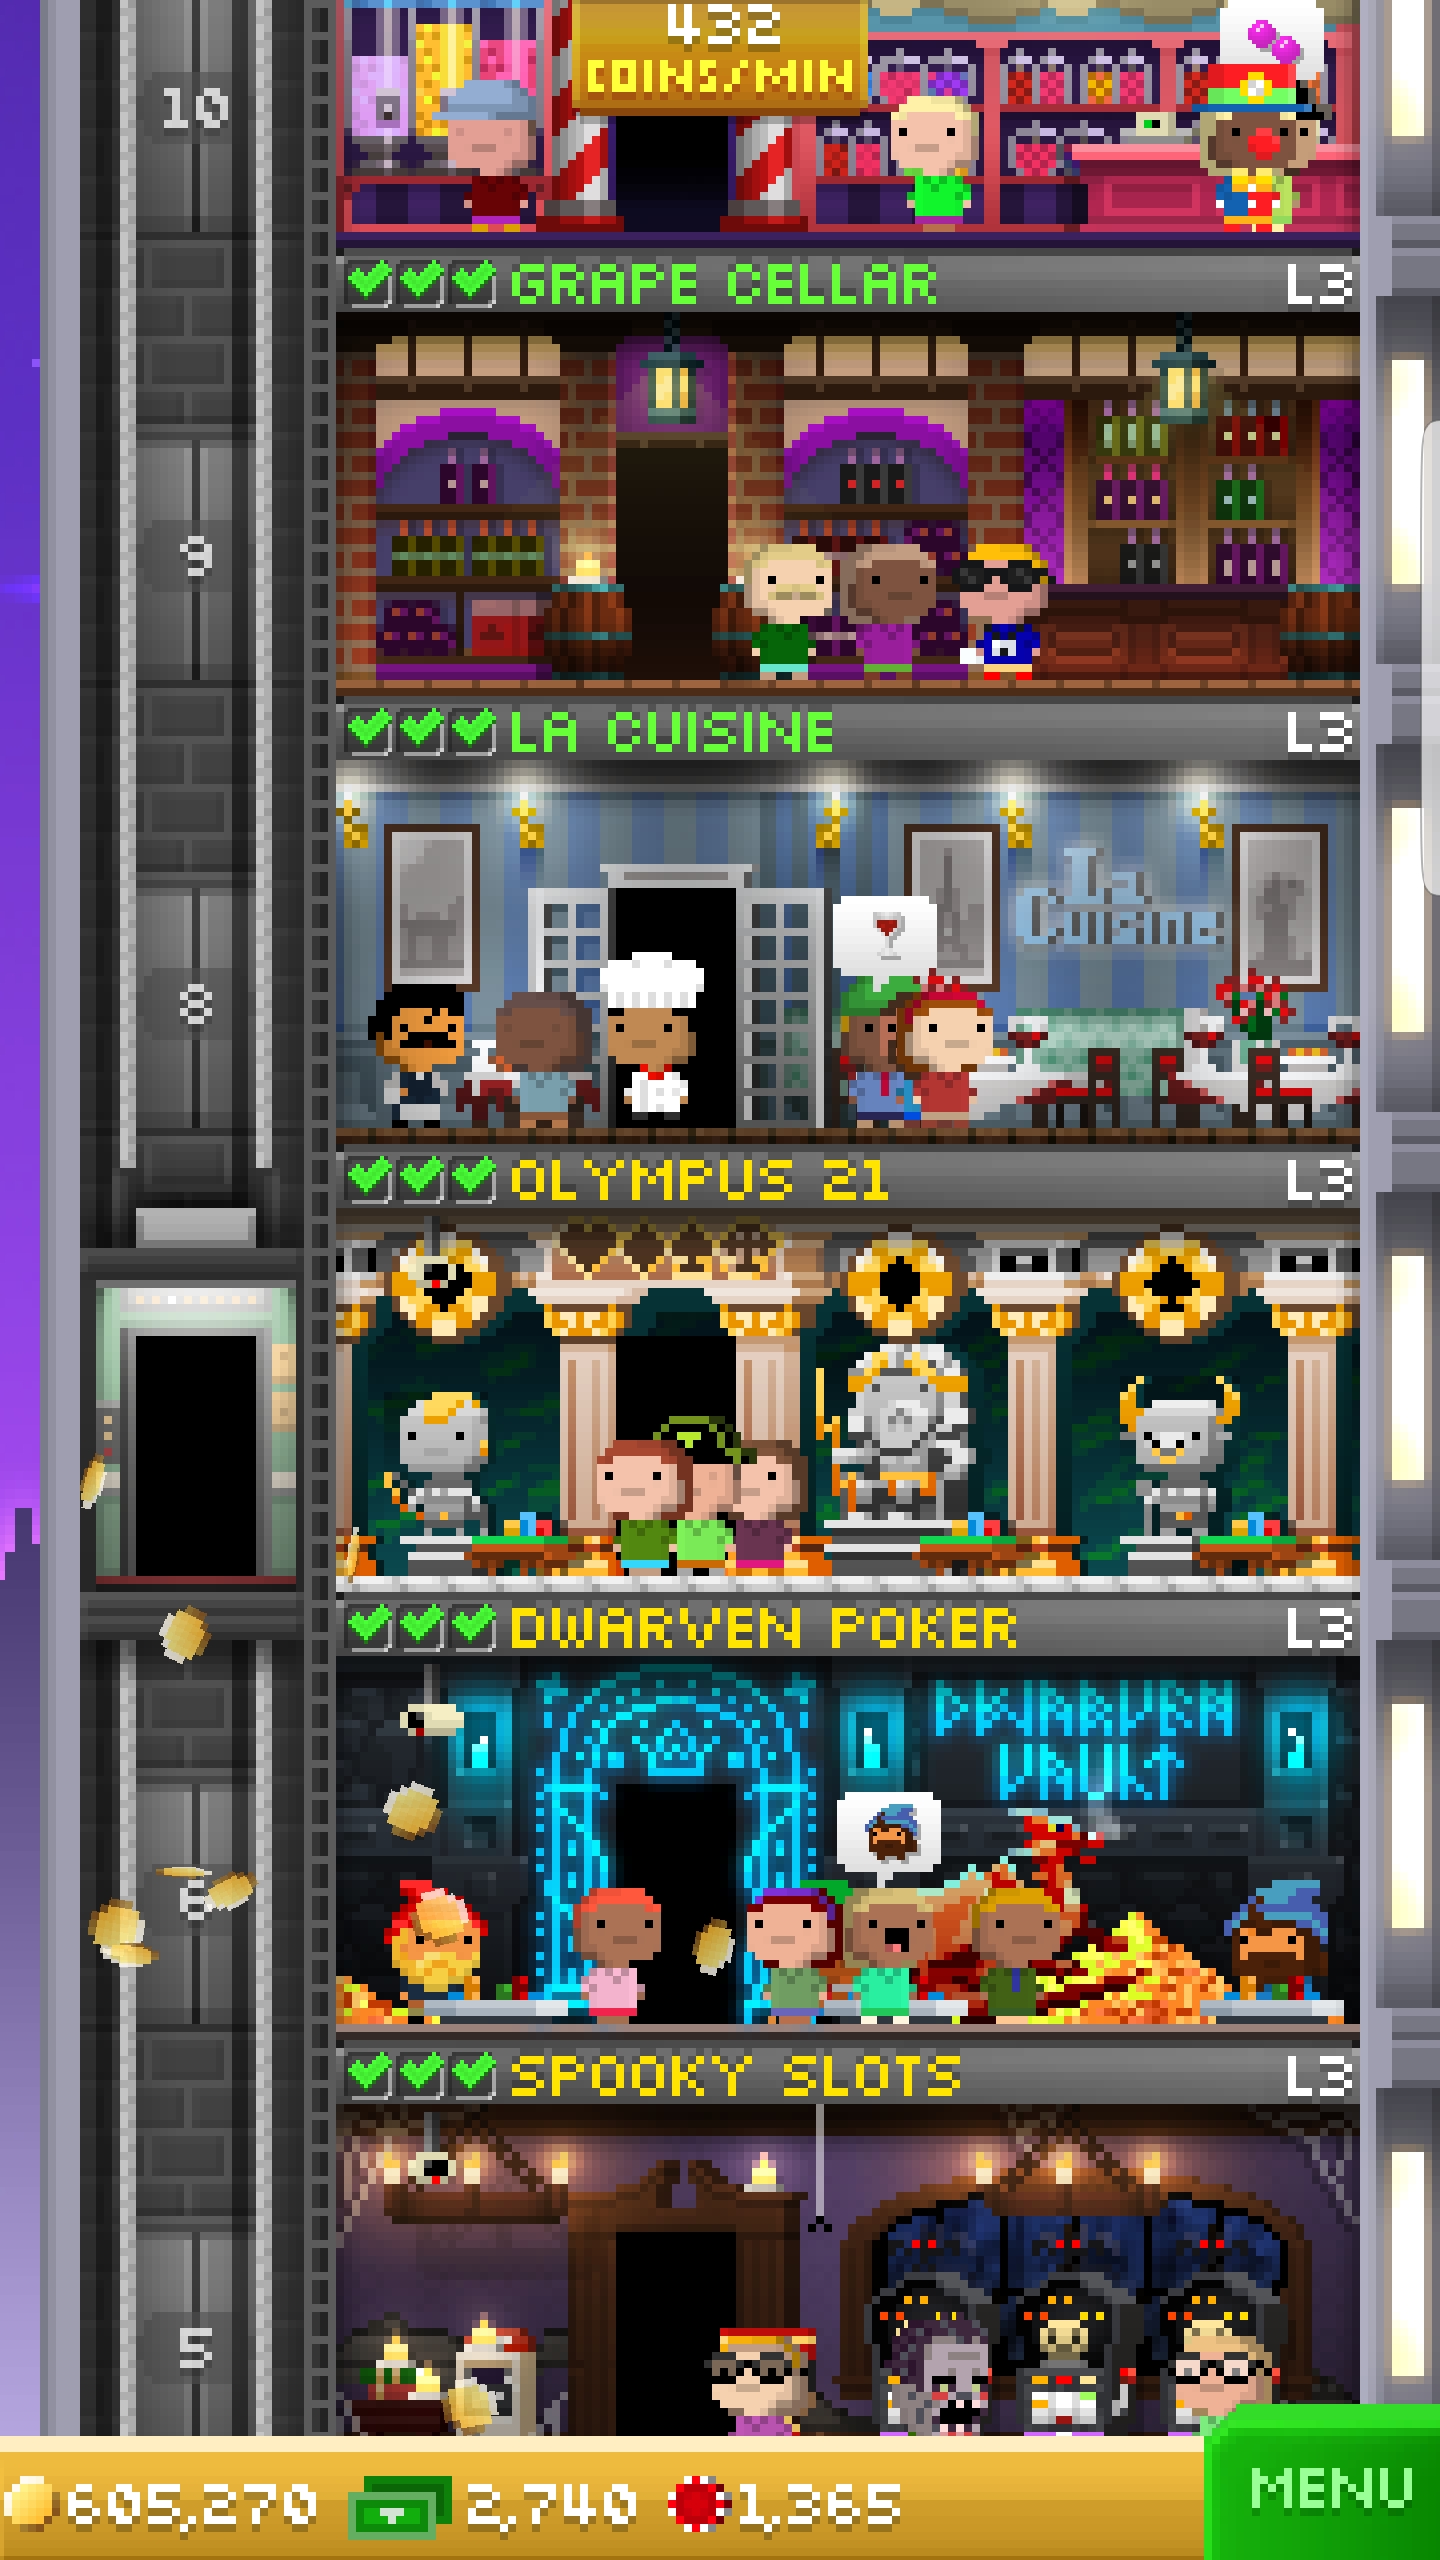 432
COINS/MIN
10
GRAPE CELLAR L3
9
LA CUISINE L3
La
Cuisine
8
OLYMPUS 21 L3
DWARVEN POKER L3
DWARVEN
VAULT
6
SPOOKY SLOTS L3
5
605,270 2,740 1,365 MENU